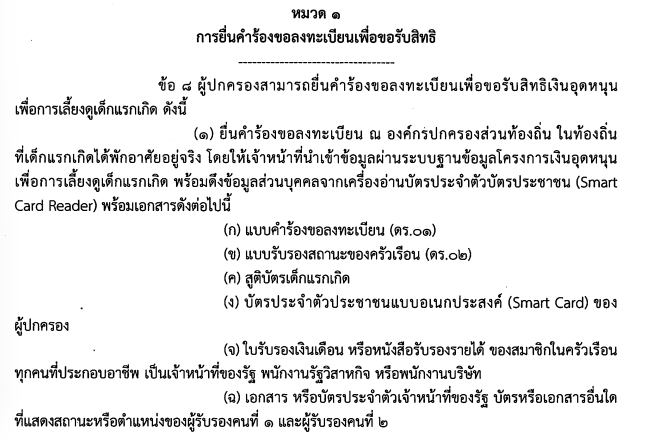 หมวด ๑
การยื่นคำร้องขอลงทะเบียนเพื่อขอรับสิทธิ
----------------------------------
ข้อ ๘ ผู้ปกครองสามารถยื่นคำร้องขอลงทะเบียนเพื่อขอรับสิทธิเงินอุดหนุน
เพื่อการเลี้ยงดูเด็กแรกเกิด ดังนี้
(๑) ยื่นคำร้องขอลงทะเบียน ณ องค์กรปกครองส่วนท้องถิ่น ในท้องถิ่น
ที่เด็กแรกเกิดได้พักอาศัยอยู่จริง โดยให้เจ้าหน้าที่นำเข้าข้อมูลผ่านระบบฐานข้อมูลโครงการเงินอุดหนุน
เพื่อการเลี้ยงดูเด็กแรกเกิด พร้อมดึงข้อมูลส่วนบุคคลจากเครื่องอ่านบัตรประจำตัวบัตรประชาชน (Smart
Card Reader) พร้อมเอกสารดังต่อไปนี้
(ก) แบบคำร้องขอลงทะเบียน (ดร.๐๑)
(ข) แบบรับรองสถานะของครัวเรือน (ดร.๐๒)
(ค) สูติบัตรเด็กแรกเกิด
(ง) บัตรประจำตัวประชาชนแบบอเนกประสงค์ (Smart Card) ของ
ผู้ปกครอง
(จ) ใบรับรองเงินเดือน หรือหนังสือรับรองรายได้ ของสมาชิกในครัวเรือน
ทุกคนที่ประกอบอาชีพ เป็นเจ้าหน้าที่ของรัฐ พนักงานรัฐวิสาหกิจ หรือพนักงานบริษัท
(ฉ) เอกสาร หรือบัตรประจำตัวเจ้าหน้าที่ของรัฐ บัตรหรือเอกสารอื่นใด
ที่แสดงสถานะหรือตำแหน่งของผู้รับรองคนที่ ๑ และผู้รับรองคนที่ ๒